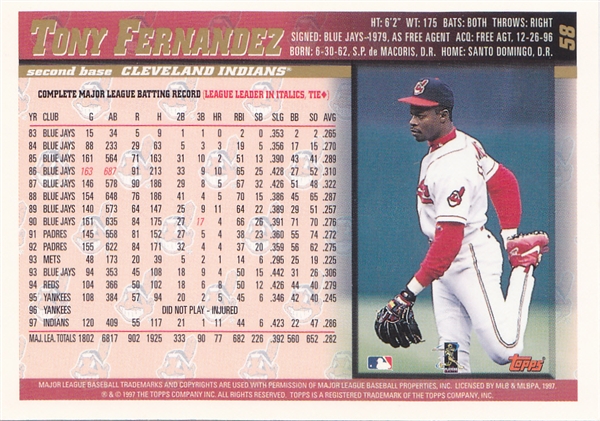 TONY FERNANDEZ
HT: 6'2" WT: 175 BATS: BOTH THROWS: RIGHT
SIGNED: BLUE JAYS–1979, AS FREE AGENT ACQ: FREE AGT, 12-26-96
BORN: 6-30-62, S.P. de MACORIS, D.R. HOME: SANTO DOMINGO, D.R.
58
second base CLEVELAND INDIANS®
COMPLETE MAJOR LEAGUE BATTING RECORD (LEAGUE LEADER IN ITALICS, TIE♦)
YR CLUB G AB R H 2B 3B HR RBI SB SLG BB SO AVG
83 BLUE JAYS 15 34 5 9 1 1 0 2 0 .353 2 2 .265
84 BLUE JAYS 88 233 29 63 5 3 3 19 5 .356 17 15 .270
85 BLUE JAYS 161 564 71 163 31 10 2 51 13 .390 43 41 .289
86 BLUE JAYS 163 687 91 213 33 9 10 65 25 .428 27 52 .310
87 BLUE JAYS 146 578 90 186 29 8 5 67 32 .426 51 48 .322
88 BLUE JAYS 154 648 76 186 41 4 5 70 15 .386 45 65 .287
89 BLUE JAYS 140 573 64 147 25 9 11 64 22 .389 29 51 .257
90 BLUE JAYS 161 635 84 175 27 17 4 66 26 .391 71 70 .276
91 PADRES 145 558 81 152 27 5 4 38 23 .360 55 74 .272
92 PADRES 155 622 84 171 32 4 4 37 20 .359 56 62 .275
93 METS 48 173 20 39 5 2 1 14 6 .295 25 19 .225
93 BLUE JAYS 94 353 45 108 18 9 4 50 15 .442 31 26 .306
94 REDS 104 366 50 102 18 6 8 50 12 .426 44 40 .279
95 YANKEES 108 384 57 94 20 2 5 45 6 .346 42 40 .245
96 YANKEES DID NOT PLAY - INJURED
97 INDIANS 120 409 55 117 21 1 11 44 6 .423 22 47 .286
MAJ. LEA. TOTALS 1802 6817 902 1925 333 90 77 682 226 .392 560 652 .282
TOPPS
MAJOR LEAGUE BASEBALL TRADEMARKS AND COPYRIGHTS ARE USED WITH PERMISSION OF MAJOR LEAGUE BASEBALL PROPERTIES, INC. LICENSED BY MLB & MLBPA, 1997.
® & © 1997 THE TOPPS COMPANY INC. ALL RIGHTS RESERVED. TOPPS IS A REGISTERED TRADEMARK OF THE TOPPS COMPANY, INC.